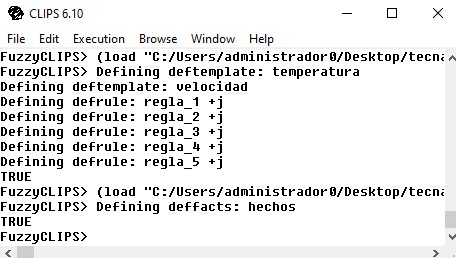 CLIPS 6.10
File Edit Execution Browse Window Help
FuzzyCLIPS> (load "C:/Users/administrador0/Desktop/tecna
FuzzyCLIPS> Defining deftemplate: temperatura
Defining deftemplate: velocidad
Defining defrule: regla_1 +j
Defining defrule: regla_2 +j
Defining defrule: regla_3 +j
Defining defrule: regla_4 +j
Defining defrule: regla_5 +j
TRUE
FuzzyCLIPS> (load "C:/Users/administrador0/Desktop/tecna
FuzzyCLIPS> Defining deffacts: hechos
TRUE
FuzzyCLIPS>